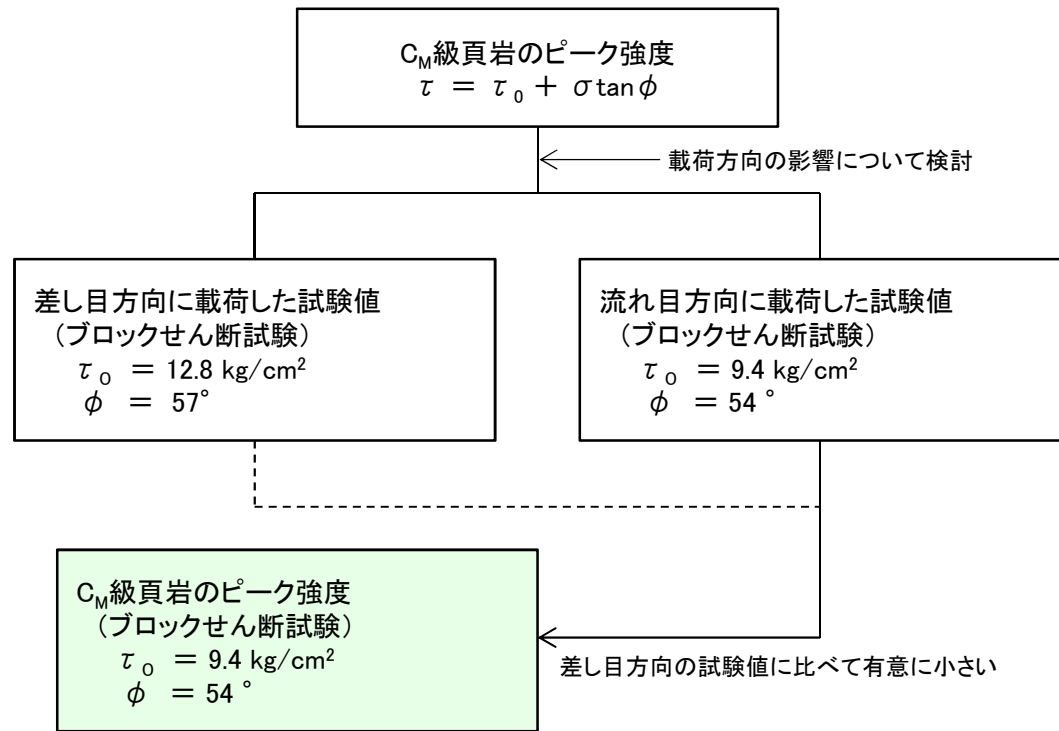 CM級頁岩のピーク強度
τ = τ0 + σtanφ
載荷方向の影響について検討
差し目方向に載荷した試験値
（ブロックせん断試験）
τ0 = 12.8 kg/cm2
φ = 57°
流れ目方向に載荷した試験値
（ブロックせん断試験）
τ0 = 9.4 kg/cm2
φ = 54 °
CM級頁岩のピーク強度
（ブロックせん断試験）
τ0 = 9.4 kg/cm2
φ = 54 °
差し目方向の試験値に比べて有意に小さい